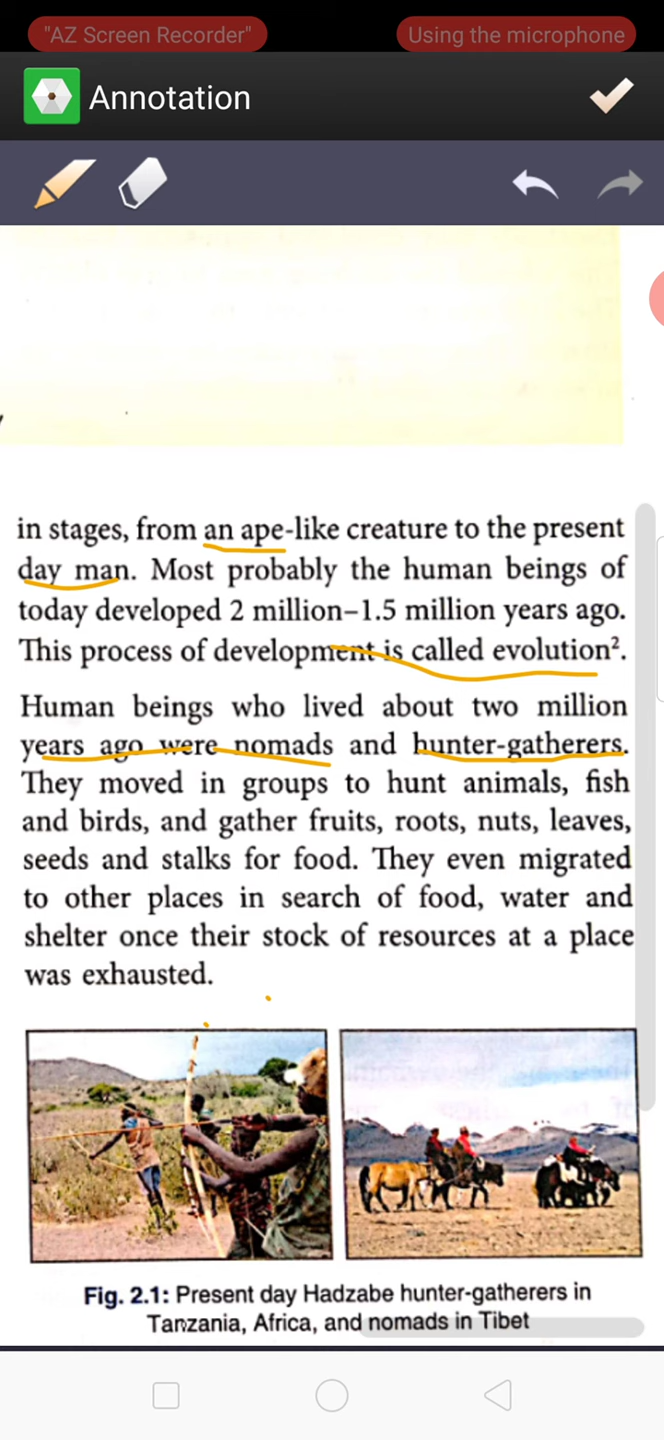 "AZ Screen Recorder" Using the microphone
Annotation
in stages, from an ape-like creature to the present
day man. Most probably the human beings of
today developed 2 million–1.5 million years ago.
This process of development is called evolution².
Human beings who lived about two million
years ago were nomads and hunter-gatherers.
They moved in groups to hunt animals, fish
and birds, and gather fruits, roots, nuts, leaves,
seeds and stalks for food. They even migrated
to other places in search of food, water and
shelter once their stock of resources at a place
was exhausted.
Fig. 2.1: Present day Hadzabe hunter-gatherers in
Tanzania, Africa, and nomads in Tibet